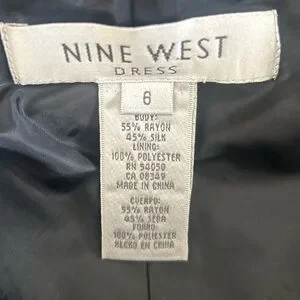 NINE WEST
DRESS
6
BODY:
55% RAYON
45% SILK
LINING:
100% POLYESTER
RN 54050
CA 08349
MADE IN CHINA
CUERPO:
55% RAYON
45% SEDA
FORRO:
100% POLIESTER
HECHO EN CHINA